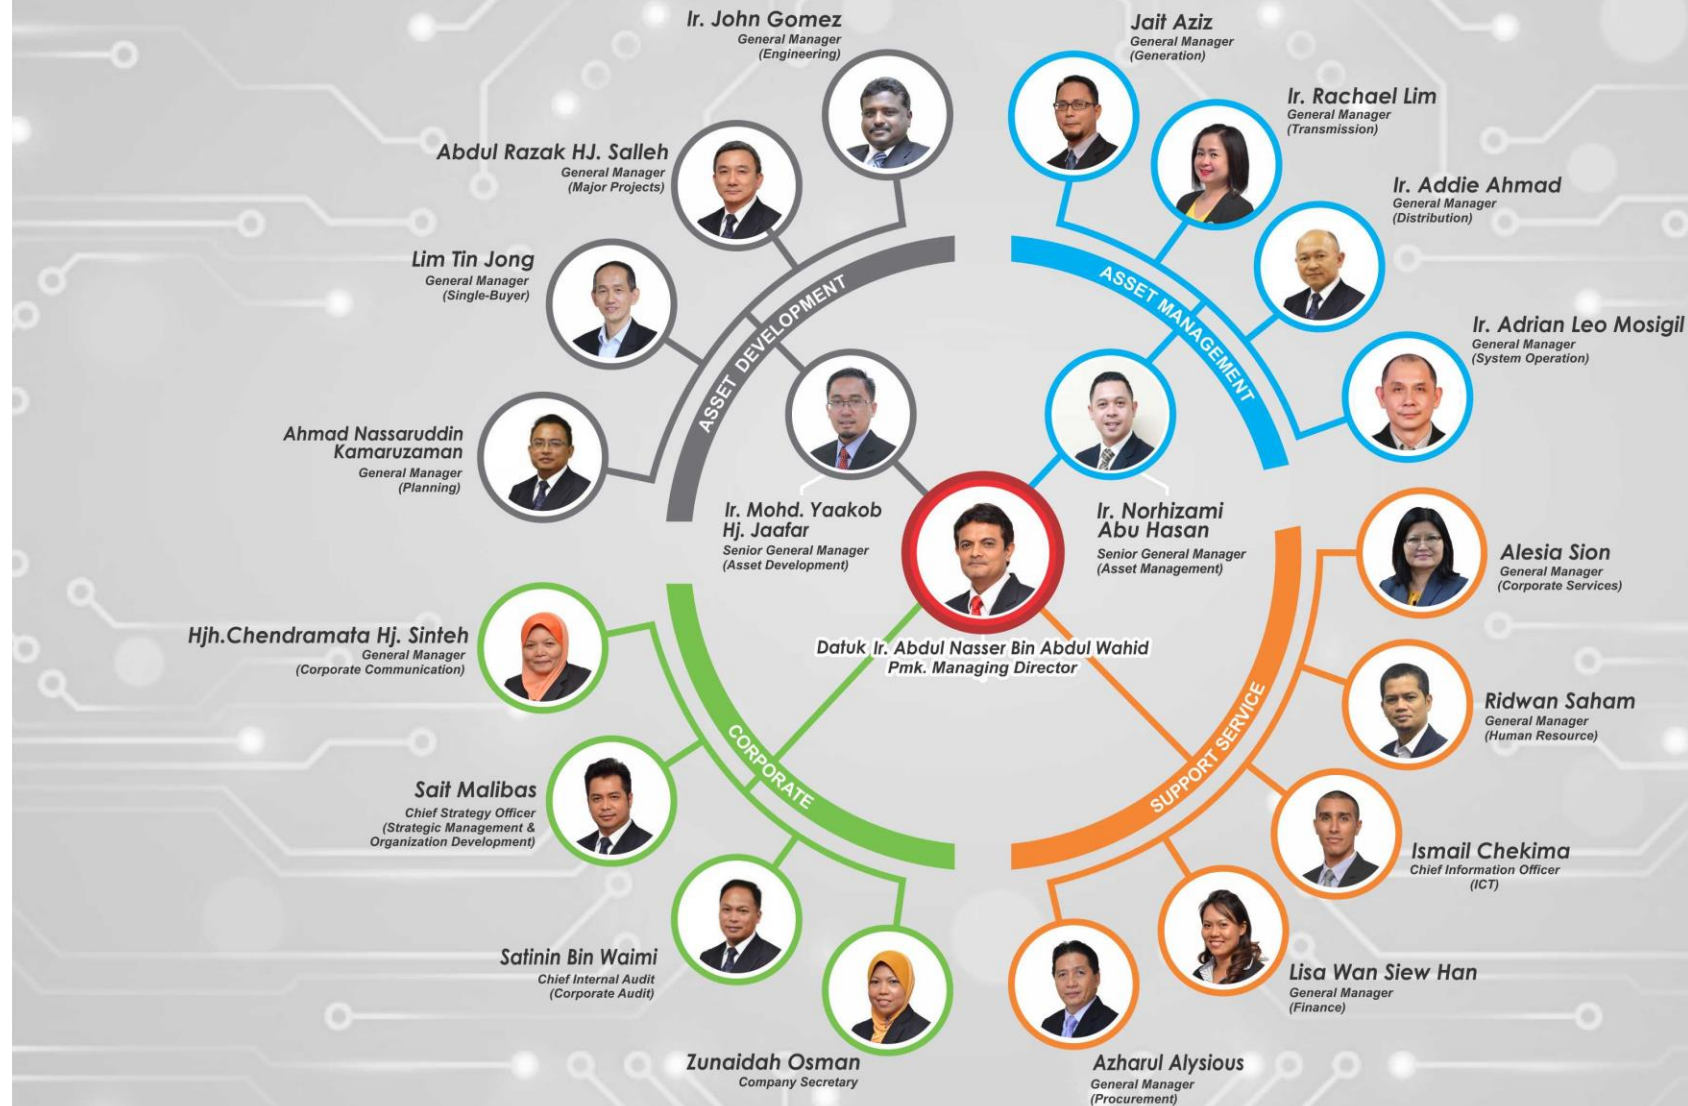 Ir. John Gomez
General Manager
(Engineering)
Jait Aziz
General Manager
(Generation)
Ir. Rachael Lim
General Manager
(Transmission)
Abdul Razak HJ. Salleh
General Manager
(Major Projects)
Ir. Addie Ahmad
General Manager
(Distribution)
Lim Tin Jong
General Manager
(Single-Buyer)
Ir. Adrian Leo Mosigil
General Manager
(System Operation)
ASSET DEVELOPMENT
ASSET MANAGEMENT
Ahmad Nassaruddin
Kamaruzaman
General Manager
(Planning)
Ir. Mohd. Yaakob
Hj. Jaafar
Senior General Manager
(Asset Development)
Ir. Norhizami
Abu Hasan
Senior General Manager
(Asset Management)
Alesia Sion
General Manager
(Corporate Services)
Datuk Ir. Abdul Nasser Bin Abdul Wahid
Pmk. Managing Director
Hjh.Chendramata Hj. Sinteh
General Manager
(Corporate Communication)
Ridwan Saham
General Manager
(Human Resource)
CORPORATE
SUPPORT SERVICE
Sait Malibas
Chief Strategy Officer
(Strategic Management &
Organization Development)
Ismail Chekima
Chief Information Officer
(ICT)
Satinin Bin Waimi
Chief Internal Audit
(Corporate Audit)
Lisa Wan Siew Han
General Manager
(Finance)
Zunaidah Osman
Company Secretary
Azharul Alysious
General Manager
(Procurement)